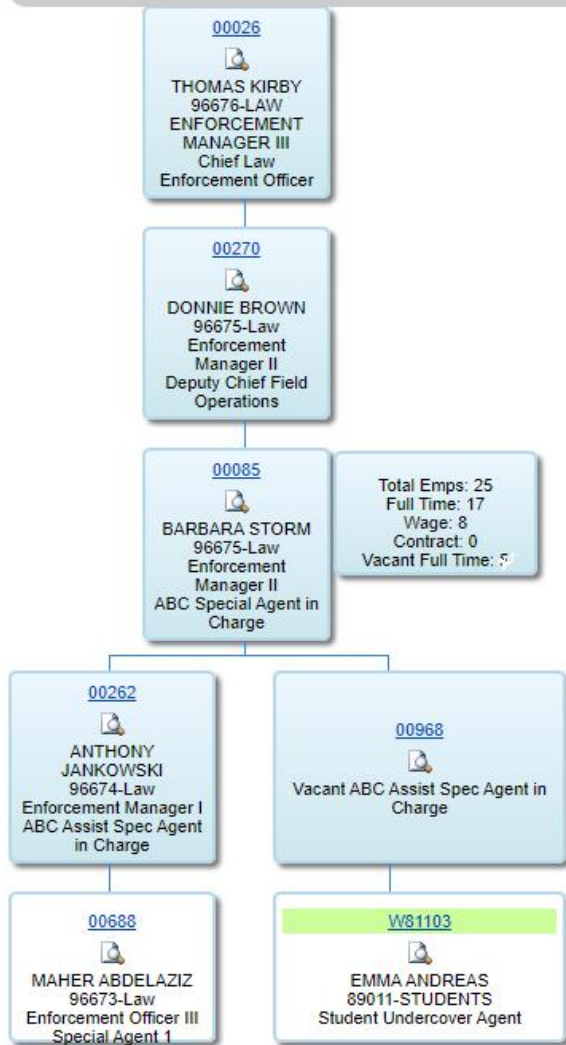 00026
THOMAS KIRBY
96676-LAW
ENFORCEMENT
MANAGER III
Chief Law
Enforcement Officer
00270
DONNIE BROWN
96675-Law
Enforcement
Manager II
Deputy Chief Field
Operations
00085
BARBARA STORM
96675-Law
Enforcement
Manager II
ABC Special Agent in
Charge
Total Emps: 25
Full Time: 17
Wage: 8
Contract: 0
Vacant Full Time:
00262
ANTHONY
JANKOWSKI
96674-Law
Enforcement Manager I
ABC Assist Spec Agent
in Charge
00968
Vacant ABC Assist Spec Agent in
Charge
00688
MAHER ABDELAZIZ
96673-Law
Enforcement Officer III
Special Agent 1
W81103
EMMA ANDREAS
89011-STUDENTS
Student Undercover Agent